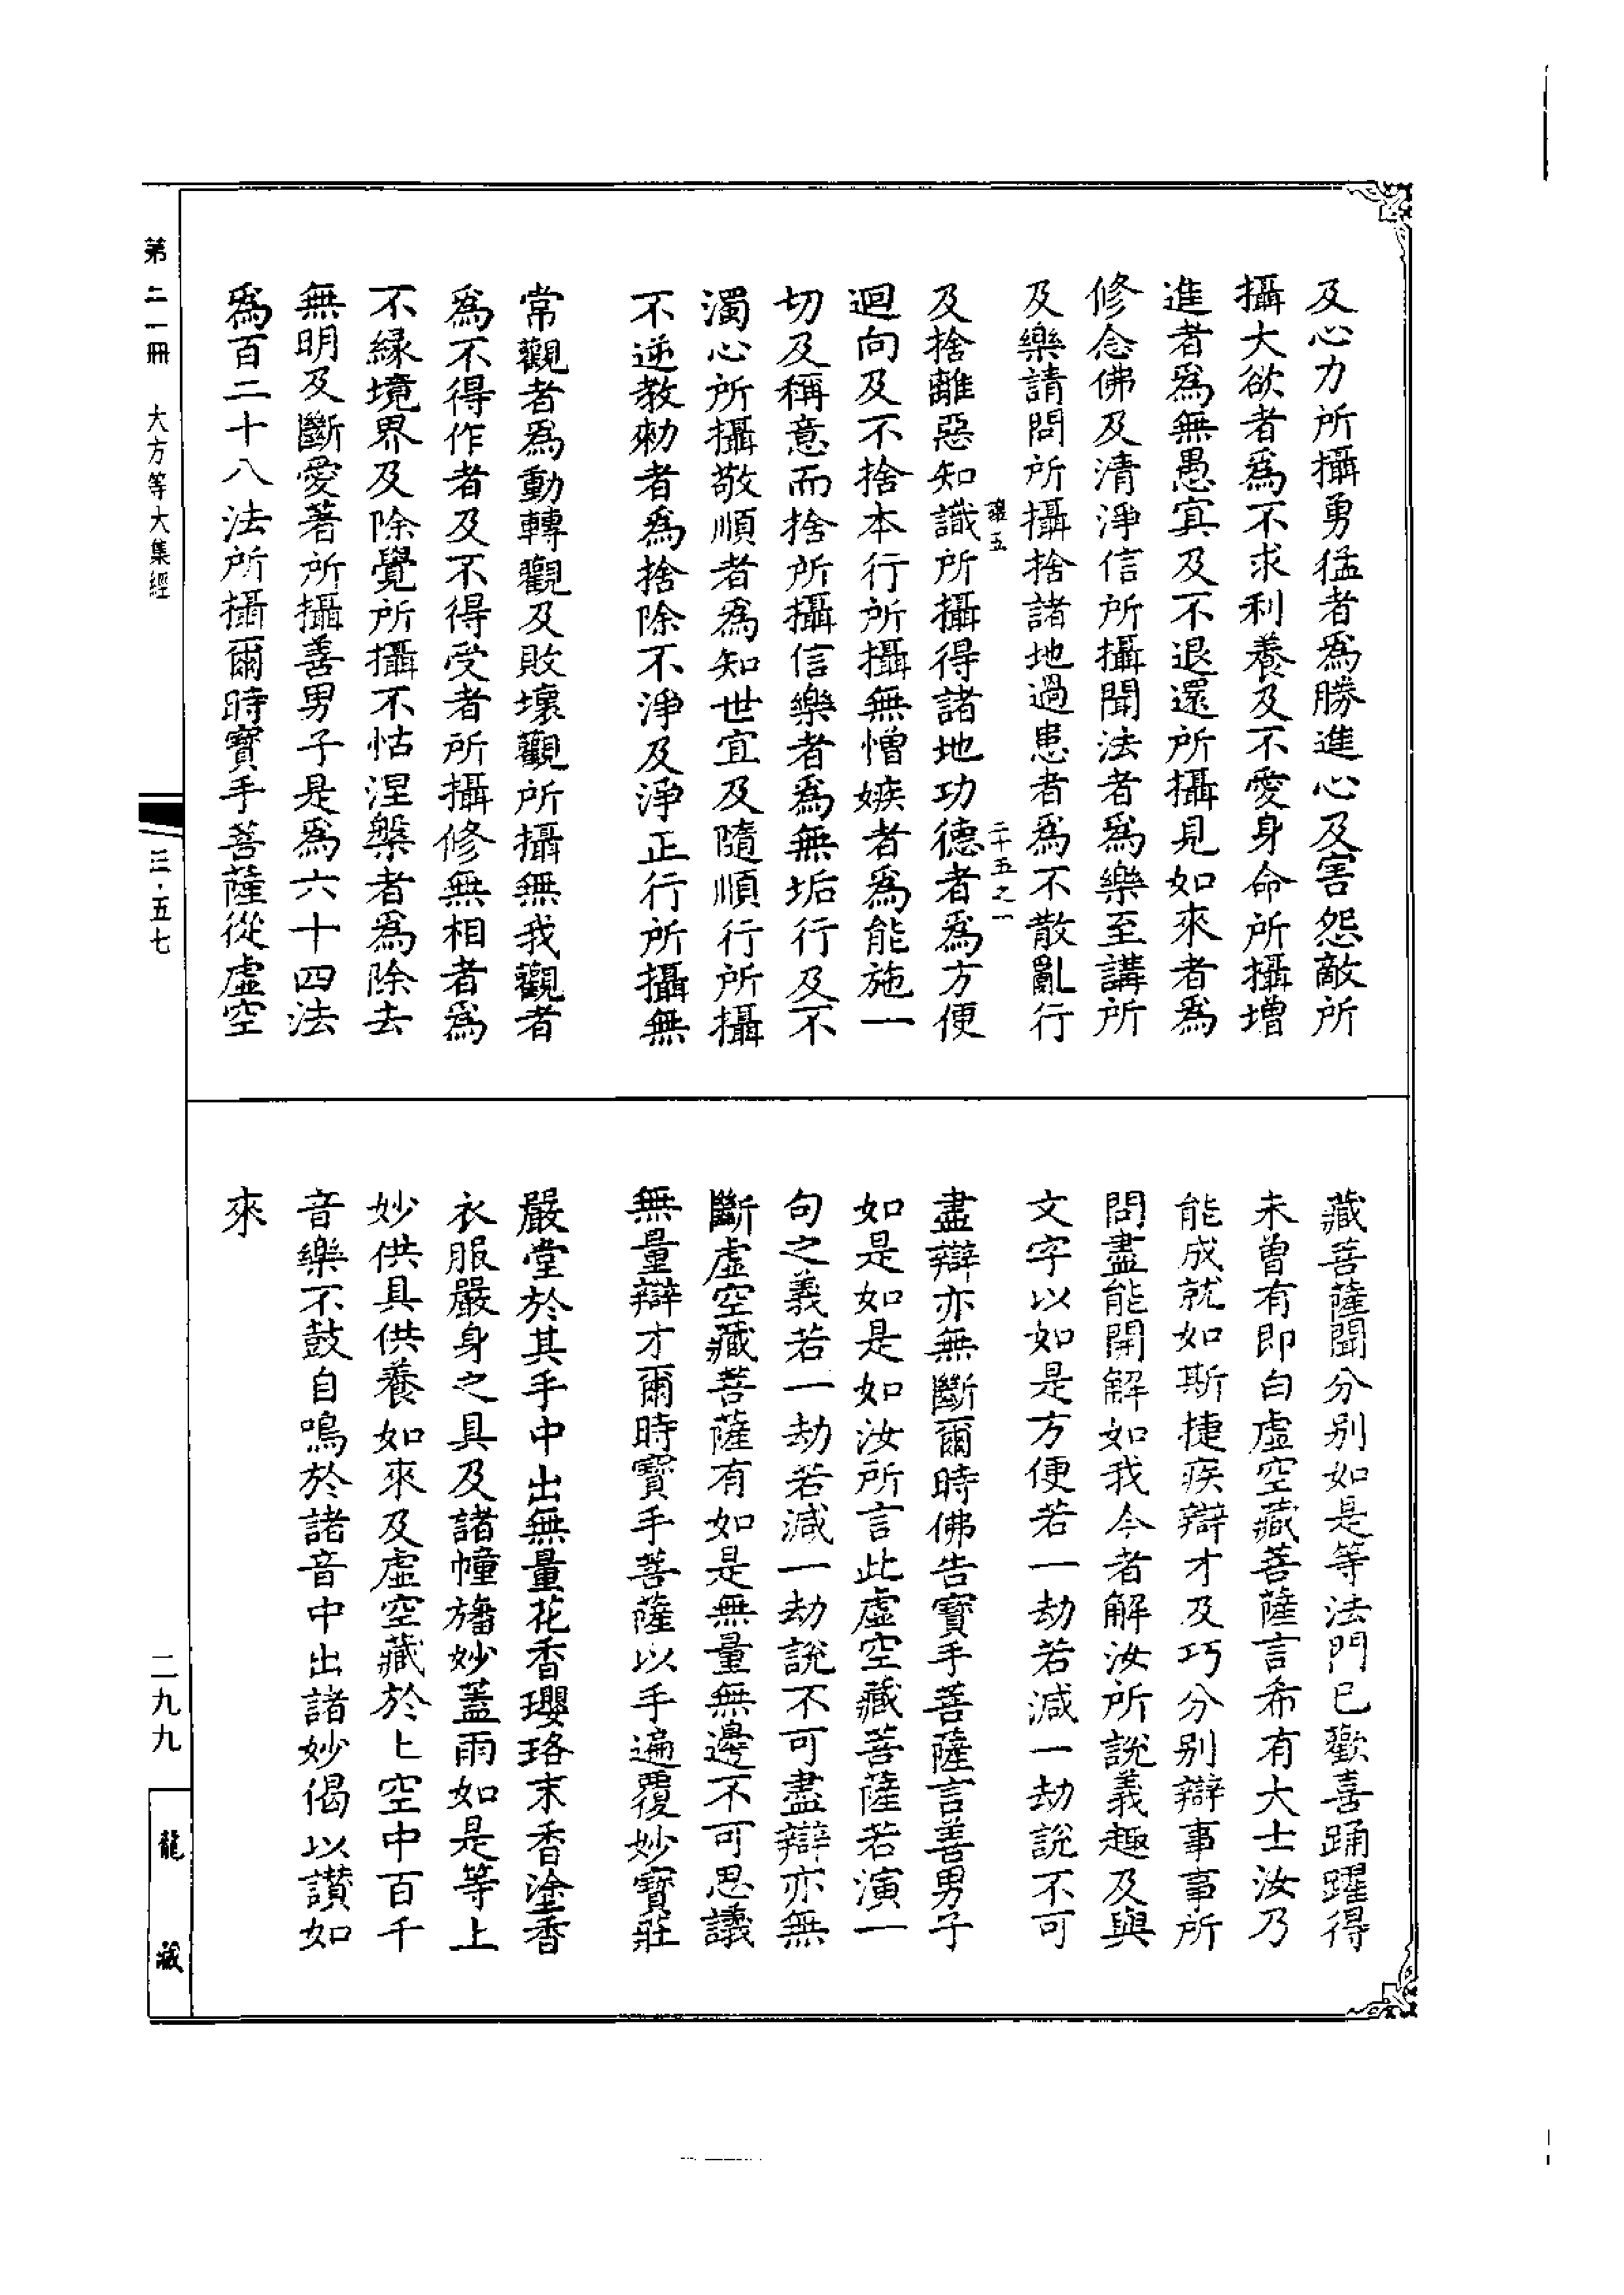 及心力所攝勇猛者爲勝進心及害怨敵所
攝大欲者爲不求利養及不愛身命所攝增
進者爲無愚冥及不退還所攝見如來者爲
修念佛及清淨信所攝聞法者爲樂至講所
及樂請問所攝捨諸地過患者爲不散亂行
二十五之一
及捨離惡知識所攝得諸地功德者爲方便
迴向及不捨本行所攝無憎嫉者爲能施一
切及稱意而捨所攝信樂者爲無垢行及不
濁心所攝敬順者爲知世宜及隨順行所攝
不逆教勑者爲捨除不淨及淨正行所攝無
常觀者爲動轉觀及敗壞觀所攝無我觀者
爲不得作者及不得受者所攝修無相者爲
不緣境界及除覺所攝不怙涅槃者爲除去
無明及斷愛著所攝善男子是爲六十四法
爲百二十八法所攝爾時寶手菩薩從虛空
藏菩薩聞分別如是等法門已歡喜踊躍得
未曾有即白虛空藏菩薩言希有大士汝乃
能成就如斯捷疾辯才及巧分別辯事事所
問盡能開解如我今者解汝所說義趣及與
文字以如是方便若一劫若減一劫說不可
盡辯亦無斷爾時佛告寶手菩薩言善男子
如是如是如汝所言此虛空藏菩薩若演一
句之義若一劫若減一劫說不可盡辯亦無
斷虛空藏菩薩有如是無量無邊不可思議
無量辯才爾時寶手菩薩以手遍覆妙寶莊
嚴堂於其手中出無量花香瓔珞末香塗香
衣服嚴身之具及諸幢旛妙蓋雨如是等上
妙供具供養如來及虛空藏於上空中百千
音樂不鼓自鳴於諸音中出諸妙偈以讚如
來
第二一冊 大方等大集經
三·五七
二九九
龍藏